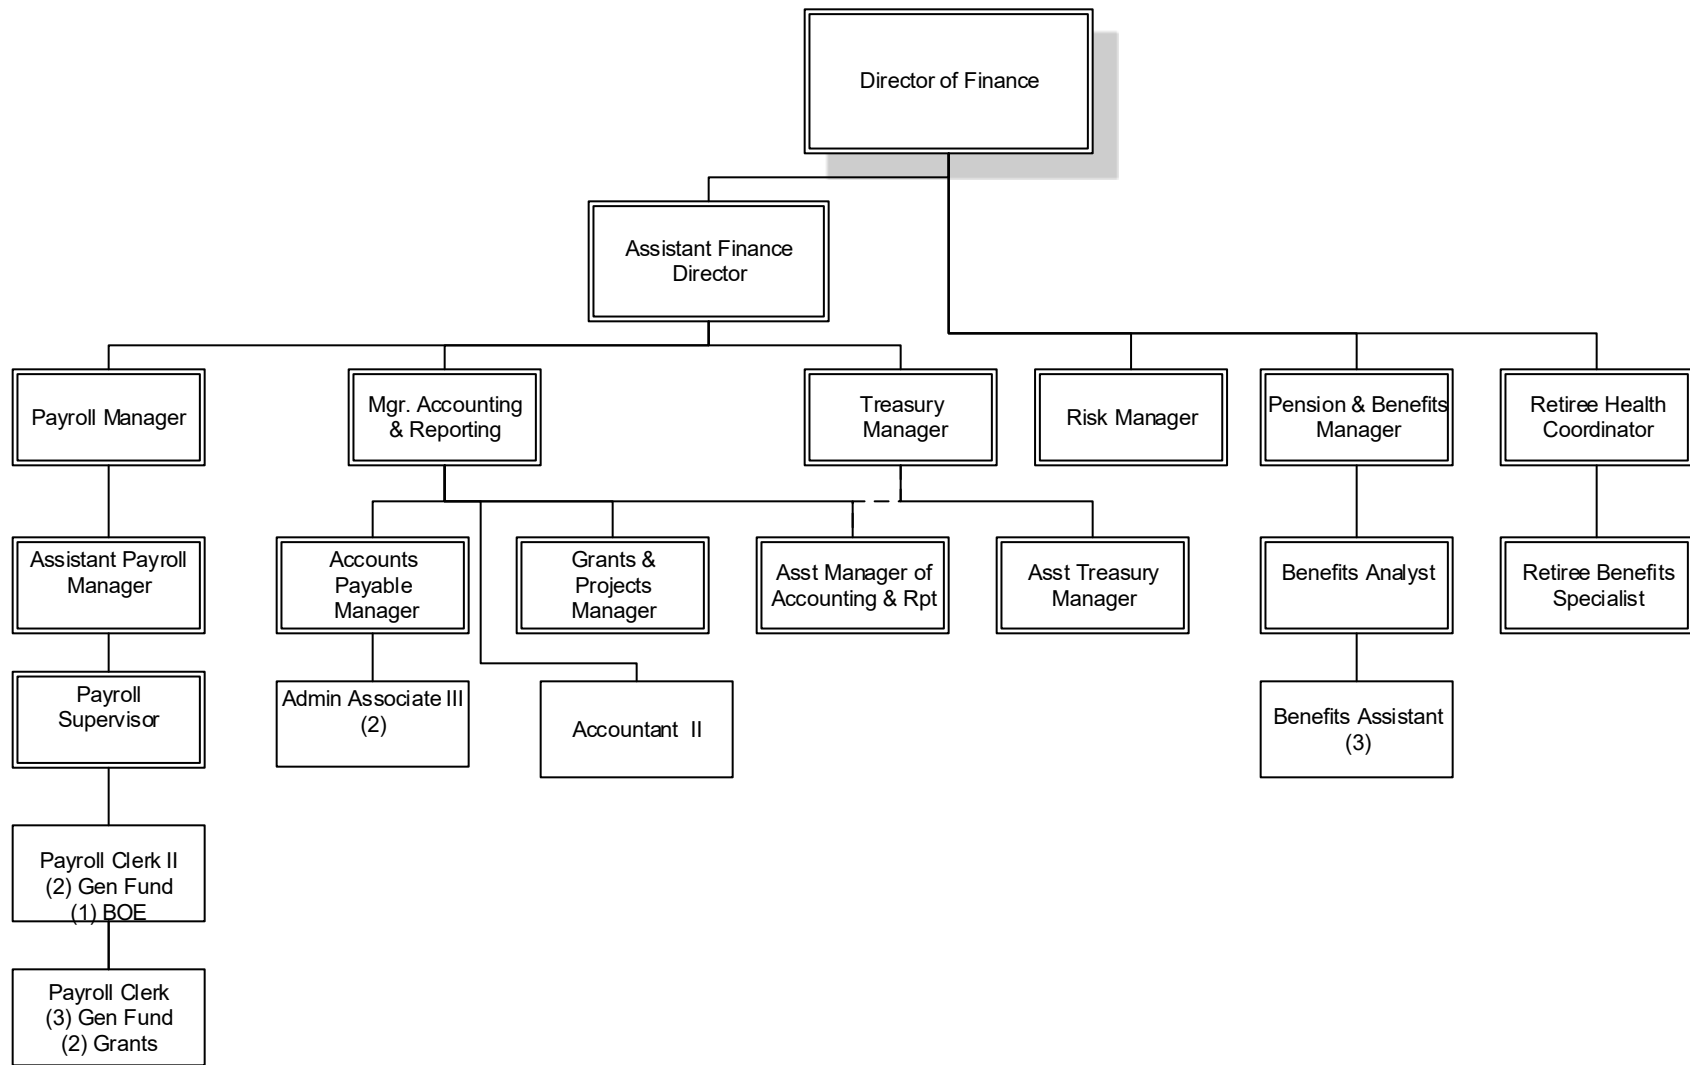 Director of Finance
Assistant Finance
Director
Payroll Manager
Mgr. Accounting
& Reporting
Treasury
Manager
Risk Manager
Pension & Benefits
Manager
Retiree Health
Coordinator
Assistant Payroll
Manager
Accounts
Payable
Manager
Grants &
Projects
Manager
Asst Manager of
Accounting & Rpt
Asst Treasury
Manager
Benefits Analyst
Retiree Benefits
Specialist
Payroll
Supervisor
Admin Associate III
(2)
Accountant II
Benefits Assistant
(3)
Payroll Clerk II
(2) Gen Fund
(1) BOE
Payroll Clerk
(3) Gen Fund
(2) Grants